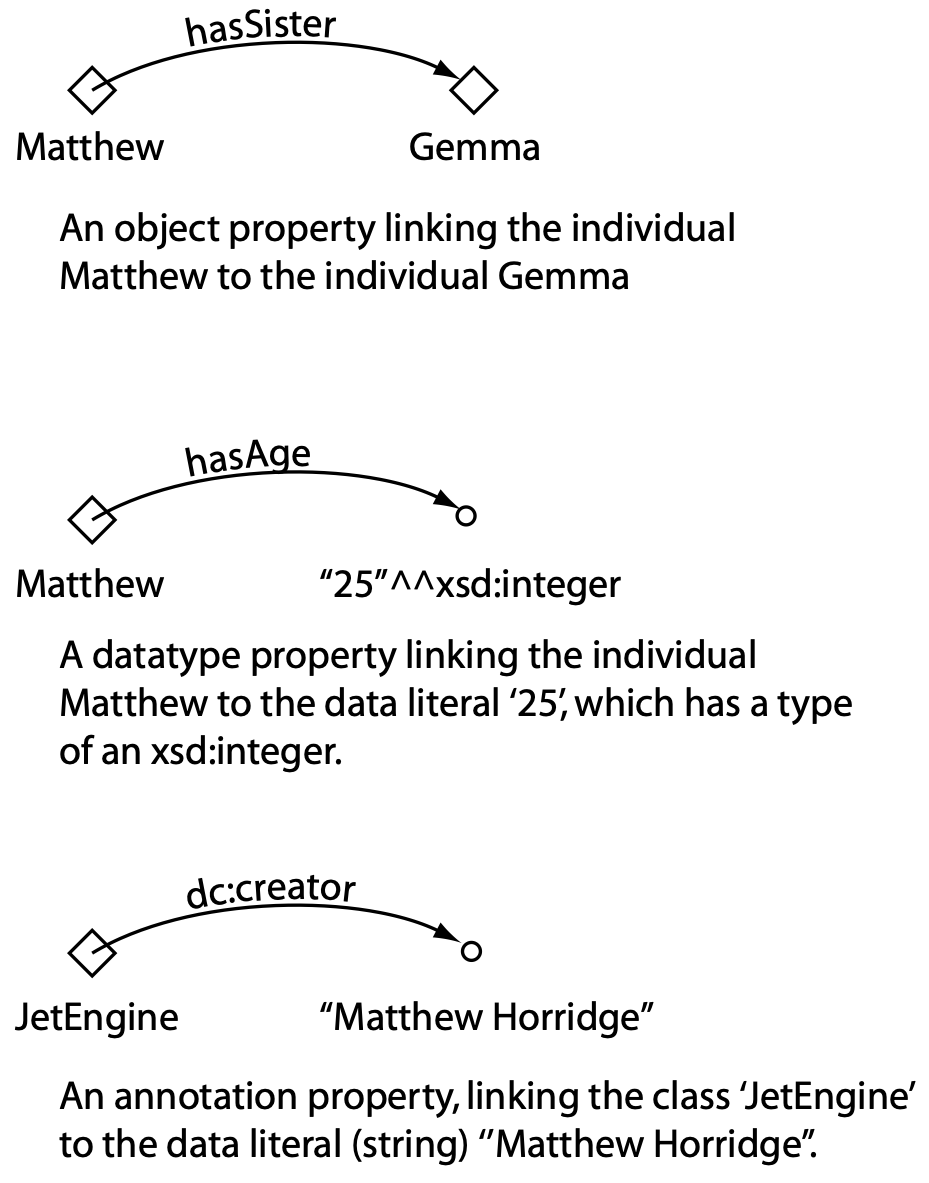 hasSister
Matthew
Gemma
An object property linking the individual
Matthew to the individual Gemma
hasAge
Matthew
“25”^^xsd:integer
A datatype property linking the individual
Matthew to the data literal ‘25’, which has a type
of an xsd:integer.
dc:creator
JetEngine
“Matthew Horridge”
An annotation property, linking the class ‘JetEngine’
to the data literal (string) ‘’Matthew Horridge”.